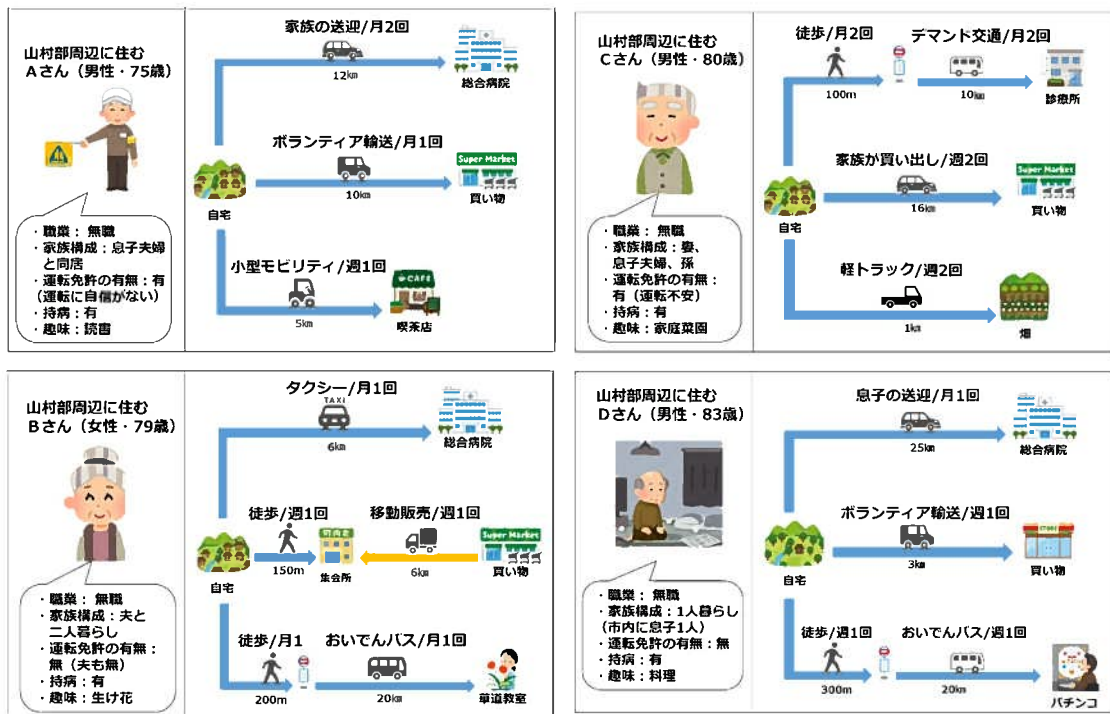 山村部周辺に住む
Aさん（男性・75歳）
・職業：無職
・家族構成：息子夫婦
と同居
・運転免許の有無：有
（運転に自信がない）
・持病：有
・趣味：読書
家族の送迎/月2回
12km
総合病院
ボランティア輸送/月1回
Super Market
自宅
10km
買い物
小型モビリティ/週1回
CAFE
5km
喫茶店
山村部周辺に住む
Cさん（男性・80歳）
・職業：無職
・家族構成：妻、
息子夫婦、孫
・運転免許の有無：
有（運転不安）
・持病：有
・趣味：家庭菜園
徒歩/月2回
デマンド交通/月2回
100m
10km
診療所
家族が買い出し/週2回
Super Market
自宅
16km
買い物
軽トラック/週2回
1km
畑
山村部周辺に住む
Bさん（女性・79歳）
・職業：無職
・家族構成：夫と
二人暮らし
・運転免許の有無：
無（夫も無）
・持病：有
・趣味：生け花
タクシー/月1回
TAXI
6km
総合病院
徒歩/週1回
移動販売/週1回
Super Market
自宅
150m
集会所
6km
買い物
徒歩/月1
おいでんバス/月1回
200m
20km
華道教室
山村部周辺に住む
Dさん（男性・83歳）
・職業：無職
・家族構成：1人暮らし
（市内に息子1人）
・運転免許の有無：無
・持病：有
・趣味：料理
息子の送迎/月1回
25km
総合病院
ボランティア輸送/週1回
自宅
3km
買い物
徒歩/週1回
おいでんバス/週1回
300m
20km
パチンコ